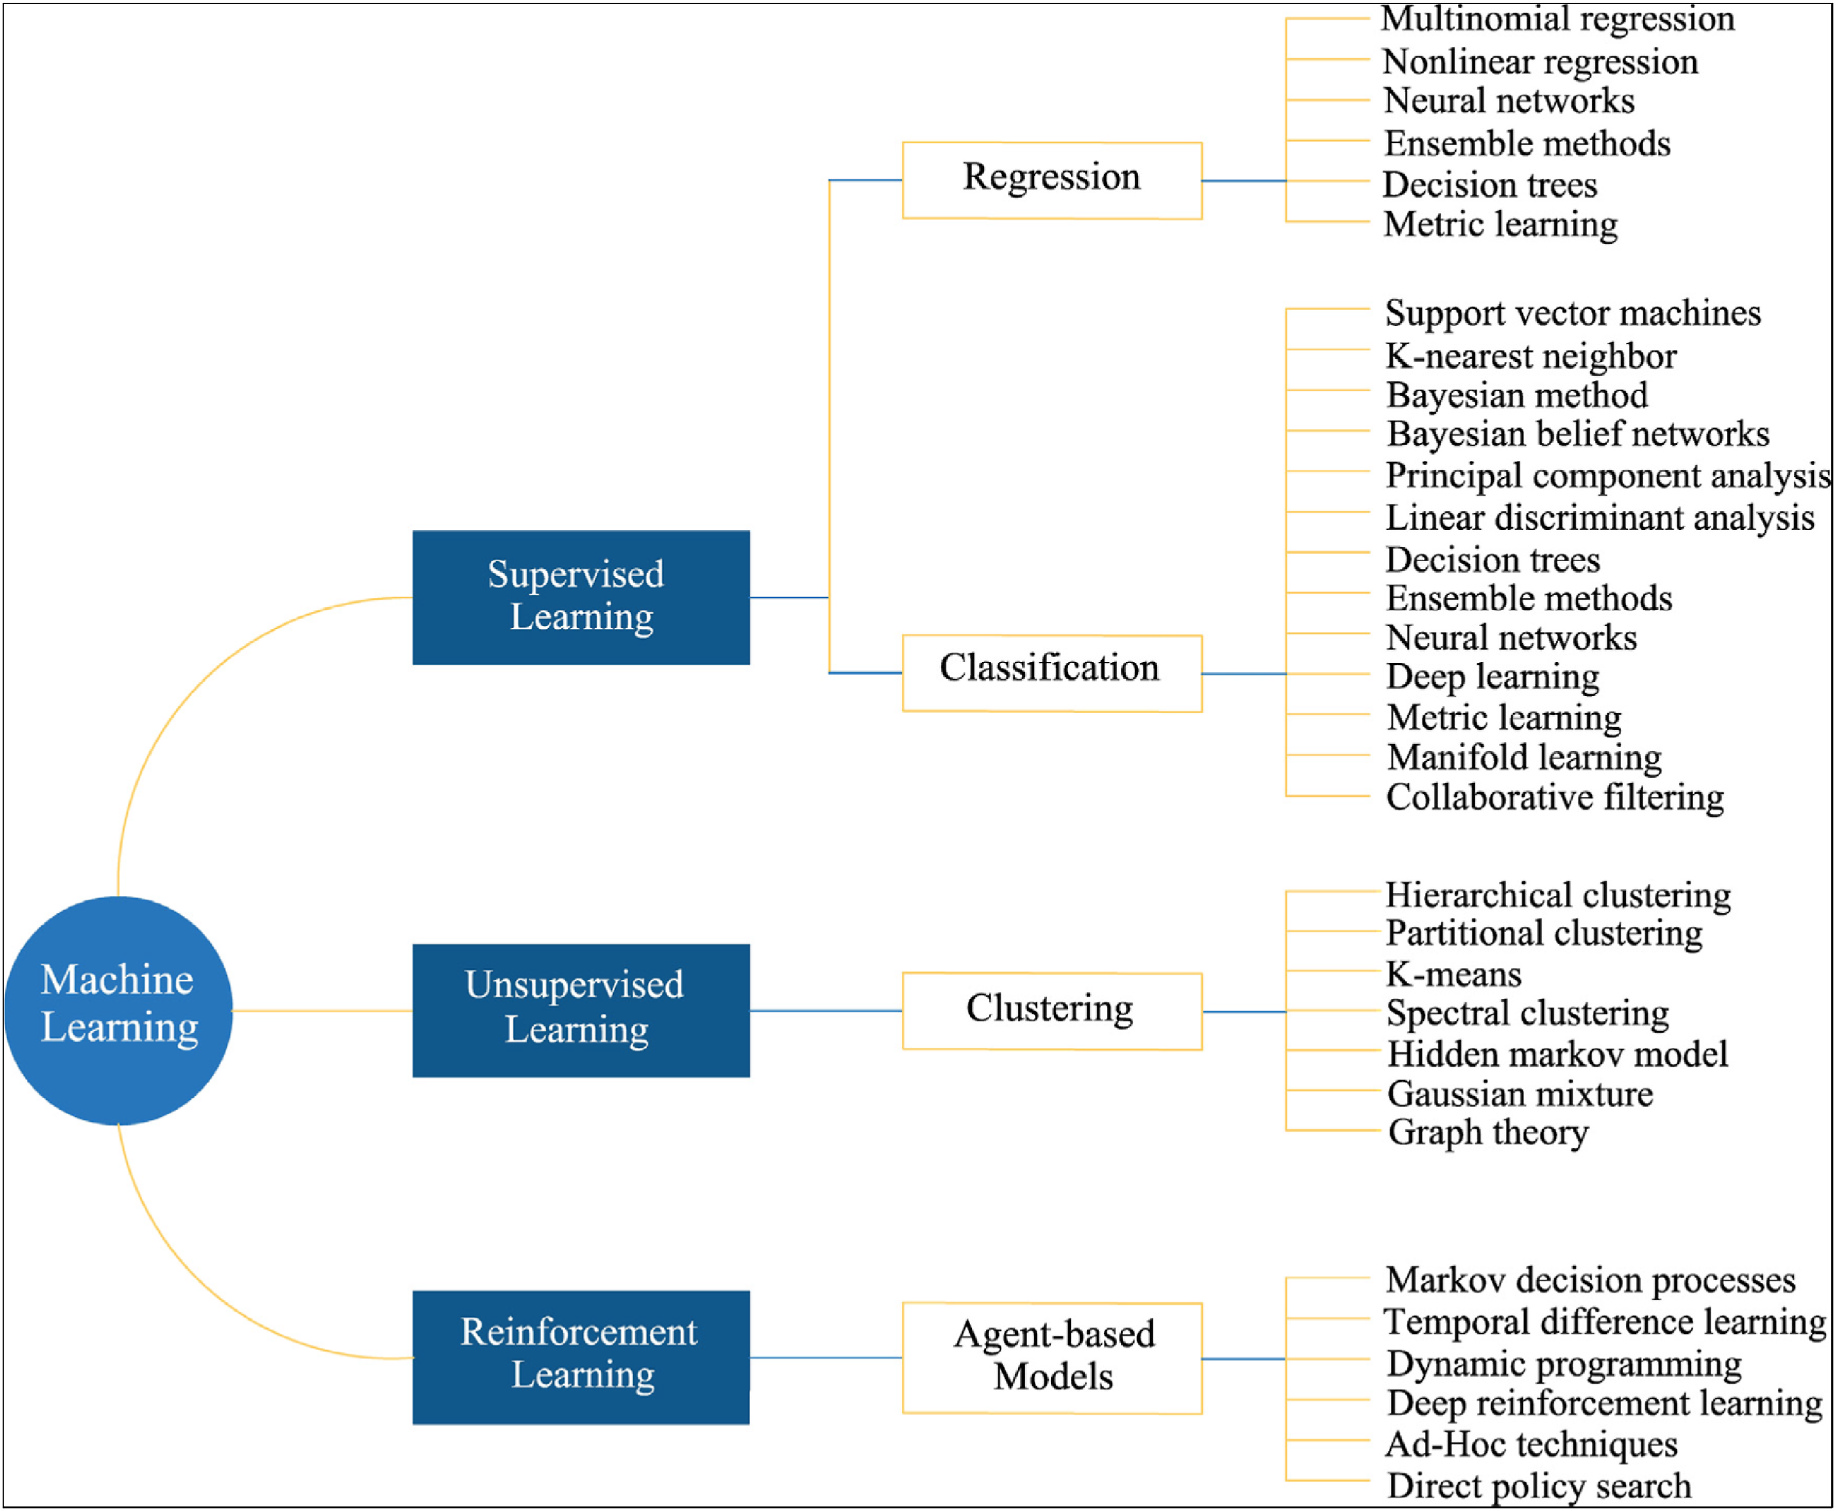 Machine
Learning
Supervised
Learning
Regression
Multinomial regression
Nonlinear regression
Neural networks
Ensemble methods
Decision trees
Metric learning
Classification
Support vector machines
K-nearest neighbor
Bayesian method
Bayesian belief networks
Principal component analysis
Linear discriminant analysis
Decision trees
Ensemble methods
Neural networks
Deep learning
Metric learning
Manifold learning
Collaborative filtering
Unsupervised
Learning
Clustering
Hierarchical clustering
Partitional clustering
K-means
Spectral clustering
Hidden markov model
Gaussian mixture
Graph theory
Reinforcement
Learning
Agent-based
Models
Markov decision processes
Temporal difference learning
Dynamic programming
Deep reinforcement learning
Ad-Hoc techniques
Direct policy search